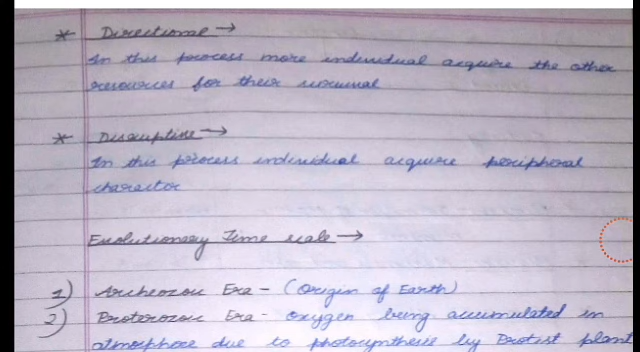 * Directional →
In this process more individual acquire the other
resources for their survival
* Discruptive →
In this process individual acquire peripheral
character
Evolutionary Time scale →
1) Archeozoic Era - (Origin of Earth)
2) Proterozoic Era - oxygen being accumulated in
atmosphere due to photosynthesis by Protist plant